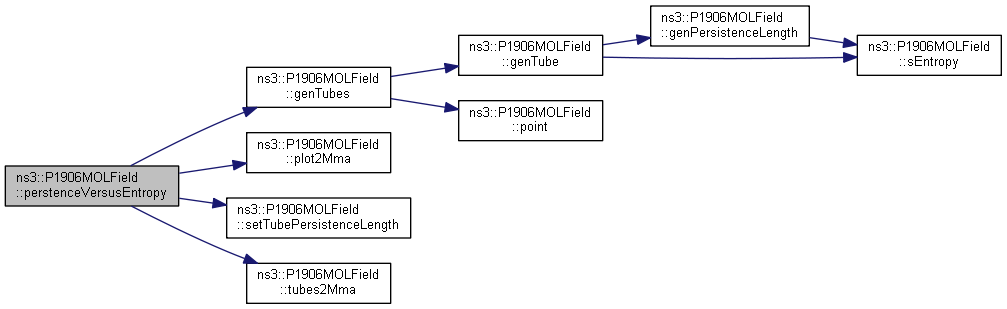 ns3::P1906MOLField
::perstenceVersusEntropy
ns3::P1906MOLField
::genTubes
ns3::P1906MOLField
::plot2Mma
ns3::P1906MOLField
::setTubePersistenceLength
ns3::P1906MOLField
::tubes2Mma
ns3::P1906MOLField
::genTube
ns3::P1906MOLField
::point
ns3::P1906MOLField
::genPersistenceLength
ns3::P1906MOLField
::sEntropy